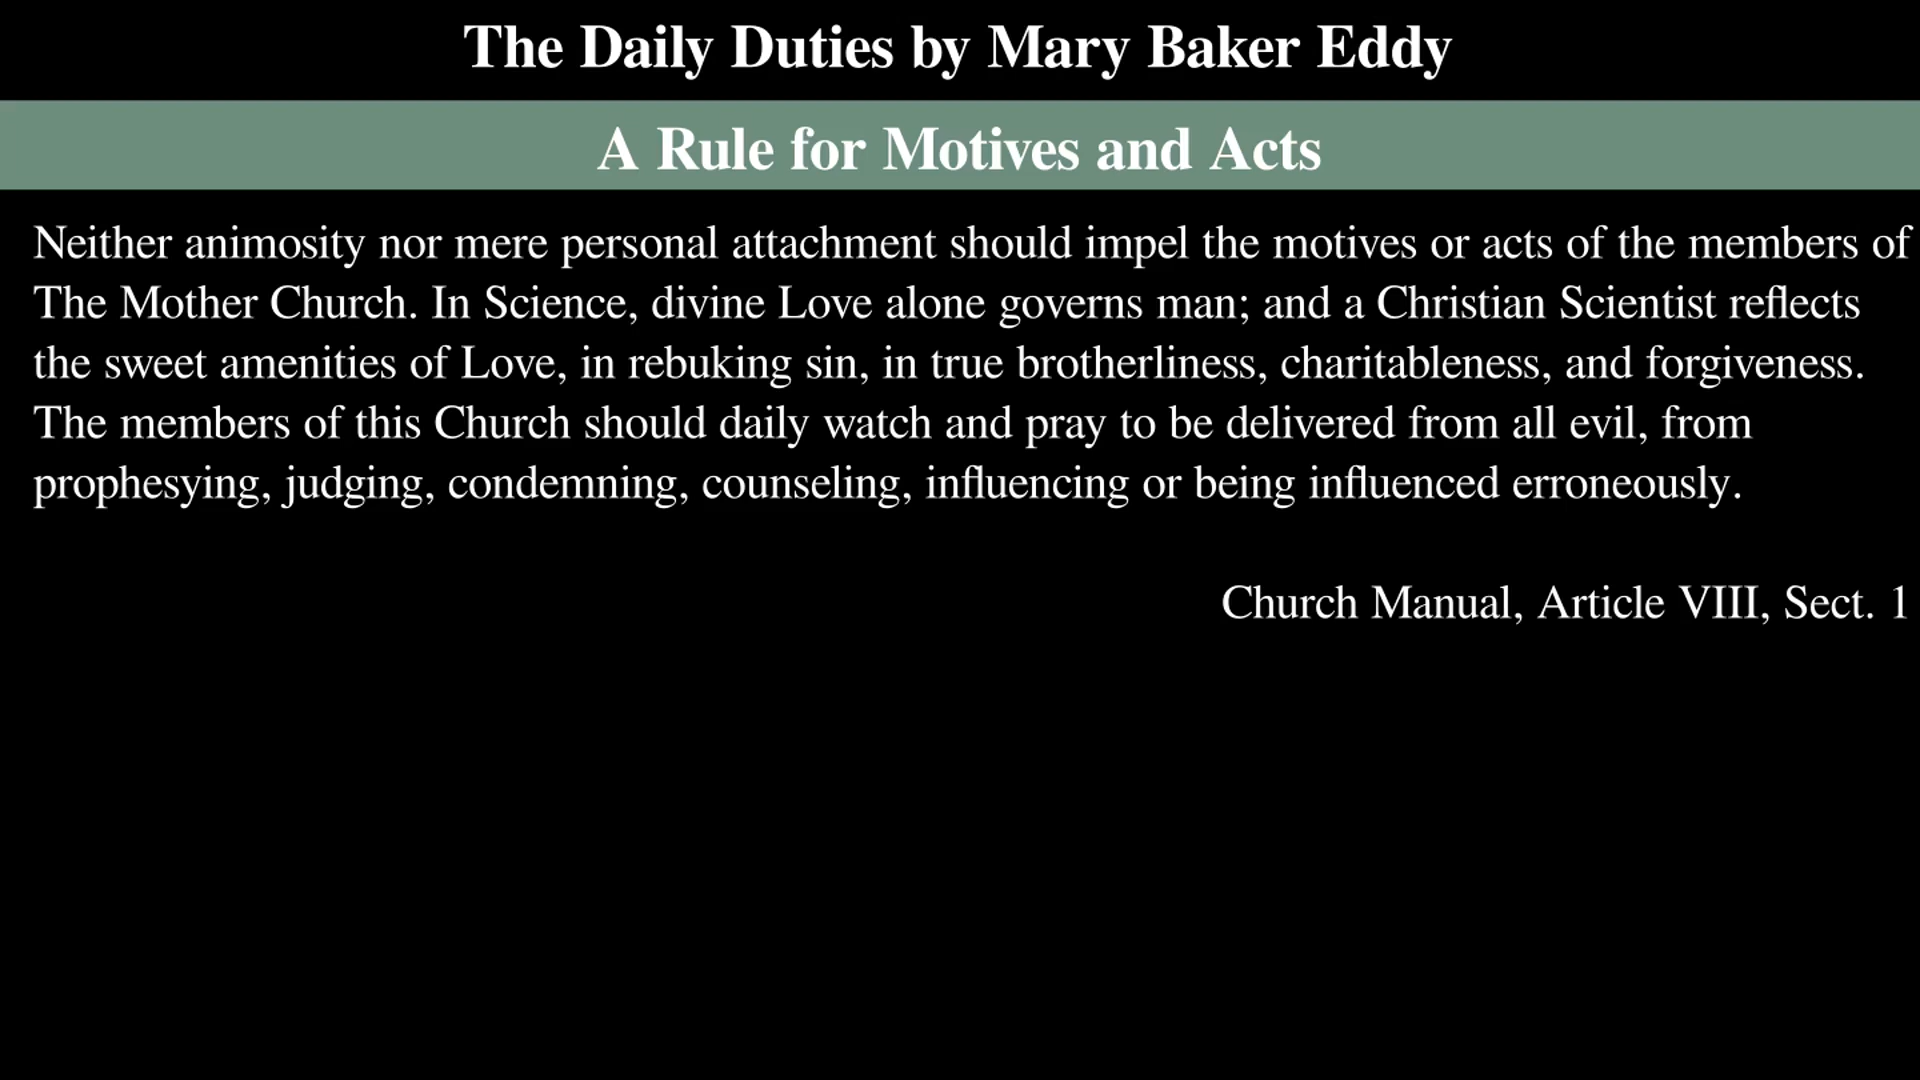 The Daily Duties by Mary Baker Eddy
A Rule for Motives and Acts
Neither animosity nor mere personal attachment should impel the motives or acts of the members of
The Mother Church. In Science, divine Love alone governs man; and a Christian Scientist reflects
the sweet amenities of Love, in rebuking sin, in true brotherliness, charitableness, and forgiveness.
The members of this Church should daily watch and pray to be delivered from all evil, from
prophesying, judging, condemning, counseling, influencing or being influenced erroneously.
Church Manual, Article VIII, Sect. 1